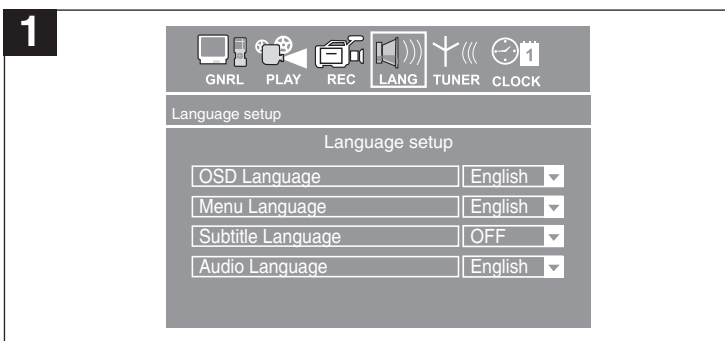 1
1
GNRL PLAY REC LANG TUNER CLOCK
Language setup
Language setup
OSD Language English
Menu Language English
Subtitle Language OFF
Audio Language English